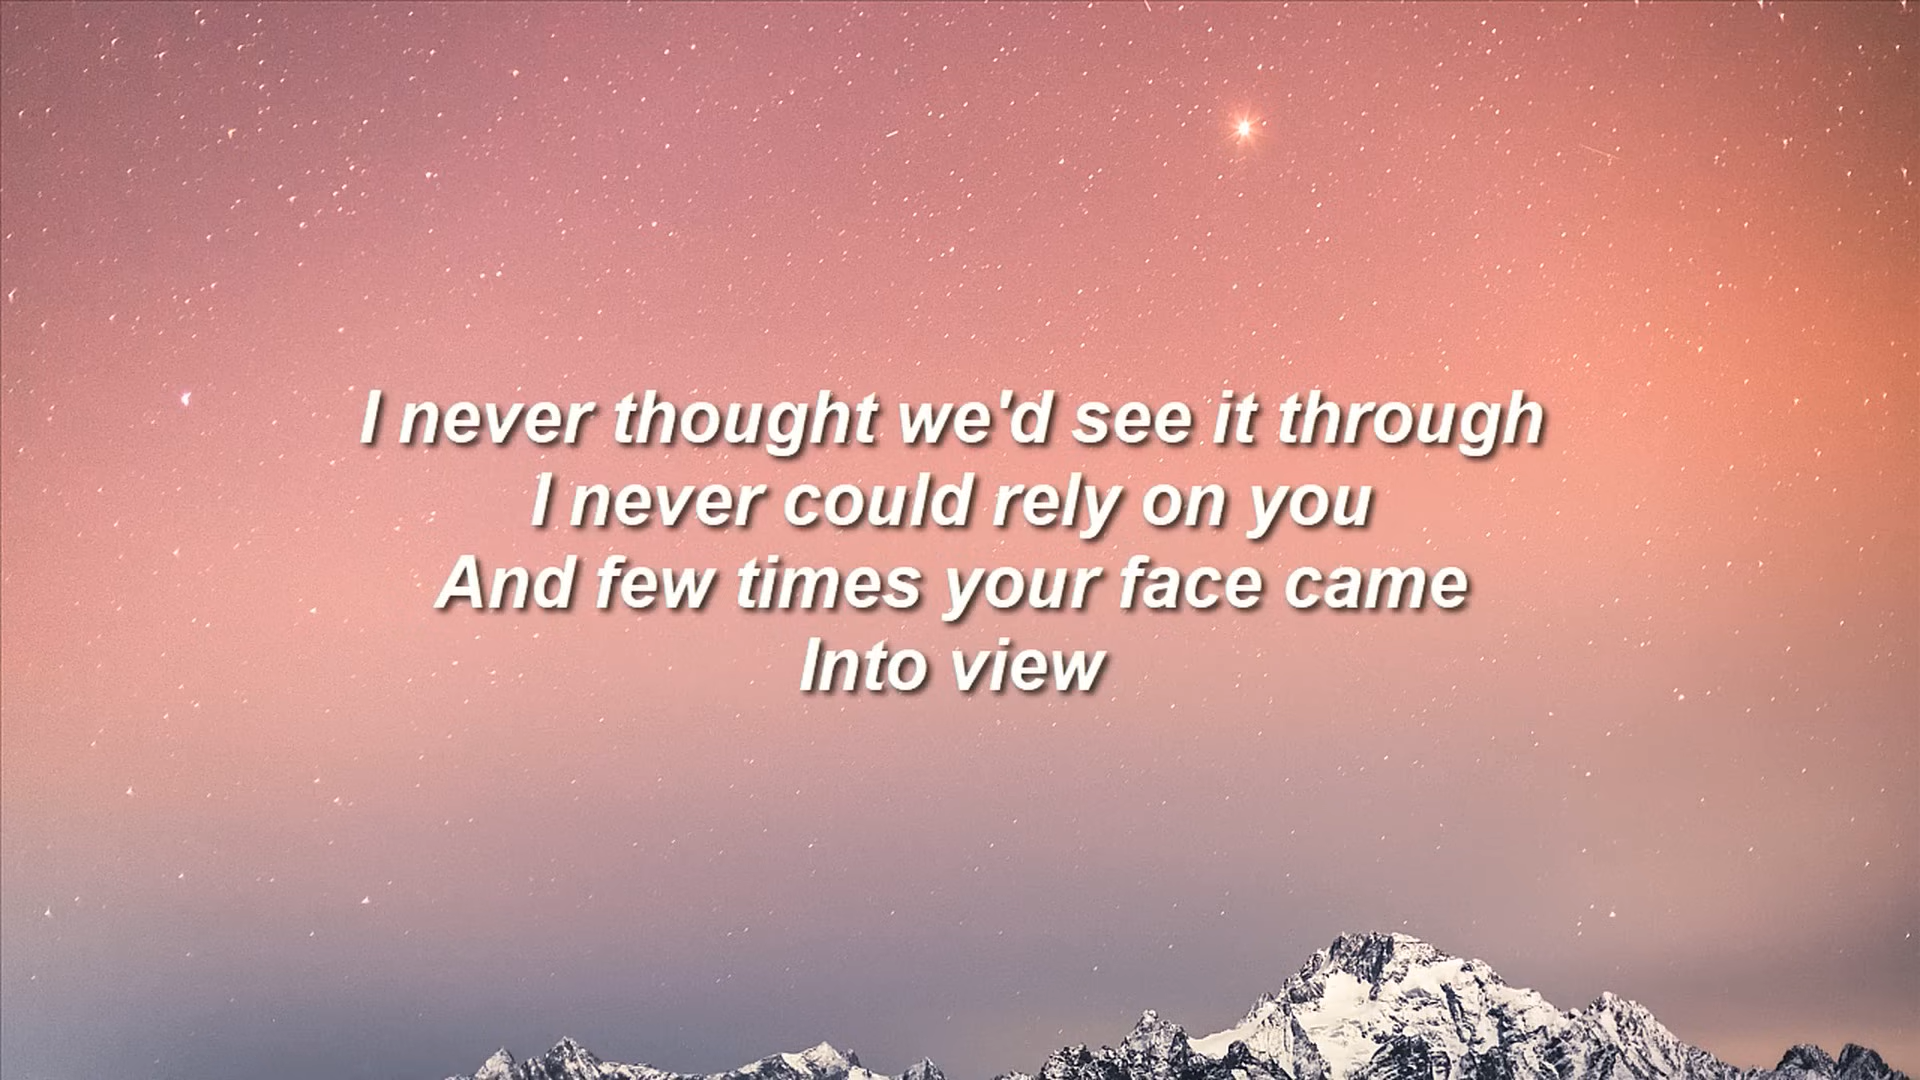 I never thought we'd see it through
I never could rely on you
And few times your face came
Into view